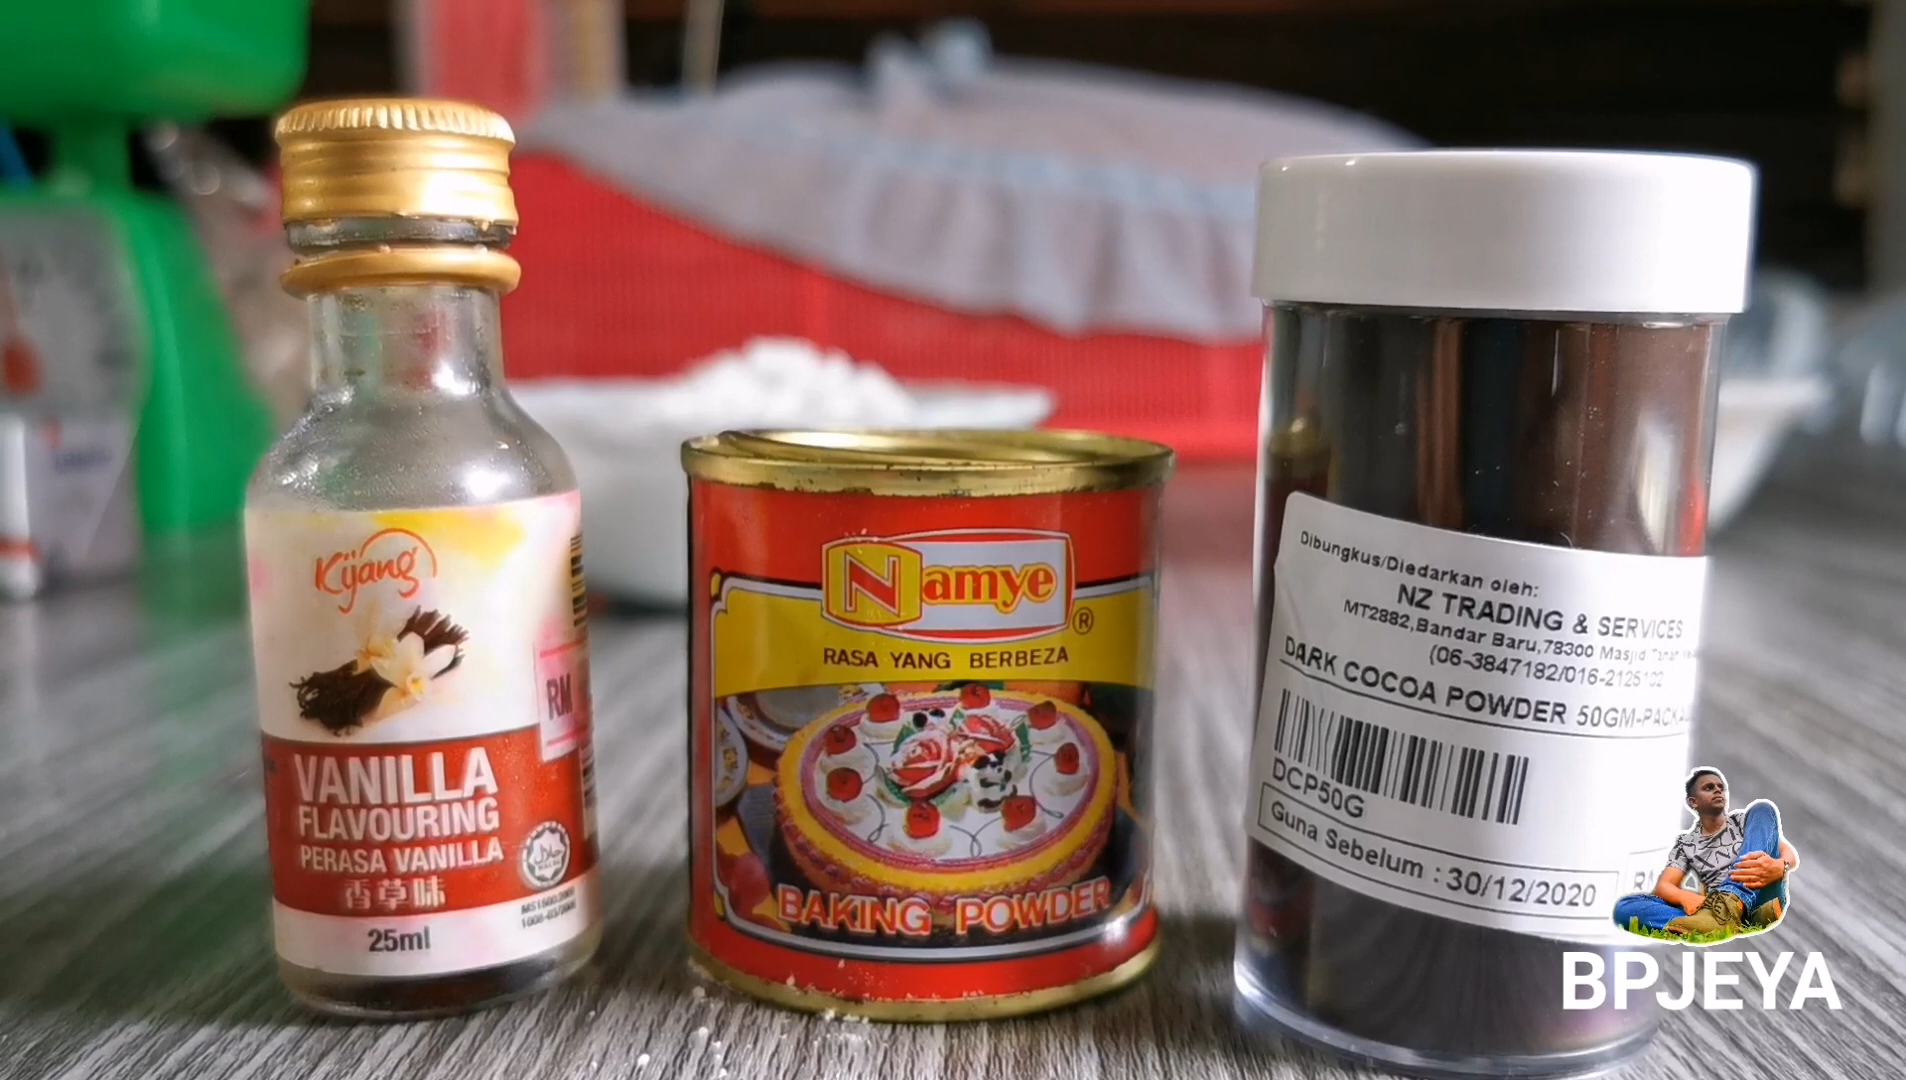 Kijang
VANILLA
FLAVOURING
PERASA VANILLA
香草味
25ml
RM
Namye
®
RASA YANG BERBEZA
BAKING POWDER
Dibungkus/Diedarkan oleh:
NZ TRADING & SERVICES
MT2882,Bandar Baru,78300 Masjid Tanah
(06-3847182/016-2125102
DARK COCOA POWDER 50GM-PACK
DCP50G
Guna Sebelum : 30/12/2020
BPJEYA